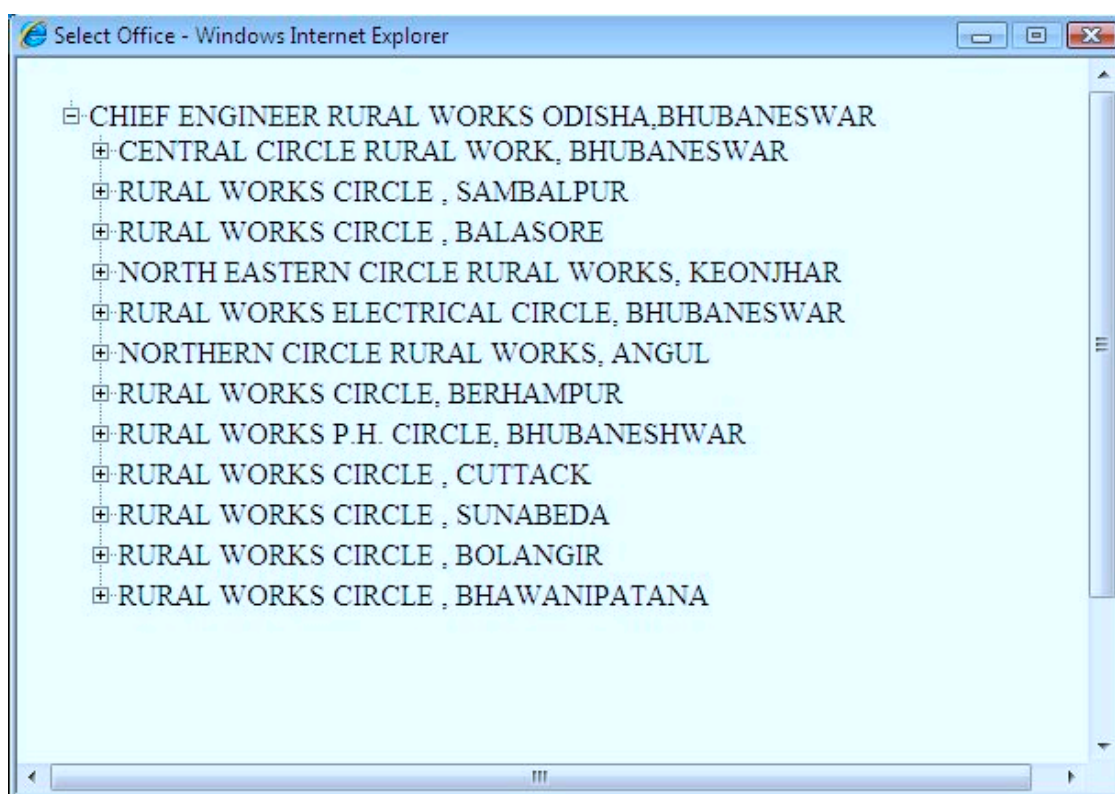 Select Office - Windows Internet Explorer
CHIEF ENGINEER RURAL WORKS ODISHA,BHUBANESWAR
CENTRAL CIRCLE RURAL WORK, BHUBANESWAR
RURAL WORKS CIRCLE , SAMBALPUR
RURAL WORKS CIRCLE , BALASORE
NORTH EASTERN CIRCLE RURAL WORKS, KEONJHAR
RURAL WORKS ELECTRICAL CIRCLE, BHUBANESWAR
NORTHERN CIRCLE RURAL WORKS, ANGUL
RURAL WORKS CIRCLE, BERHAMPUR
RURAL WORKS P.H. CIRCLE, BHUBANESHWAR
RURAL WORKS CIRCLE , CUTTACK
RURAL WORKS CIRCLE , SUNABEDA
RURAL WORKS CIRCLE , BOLANGIR
RURAL WORKS CIRCLE , BHAWANIPATANA